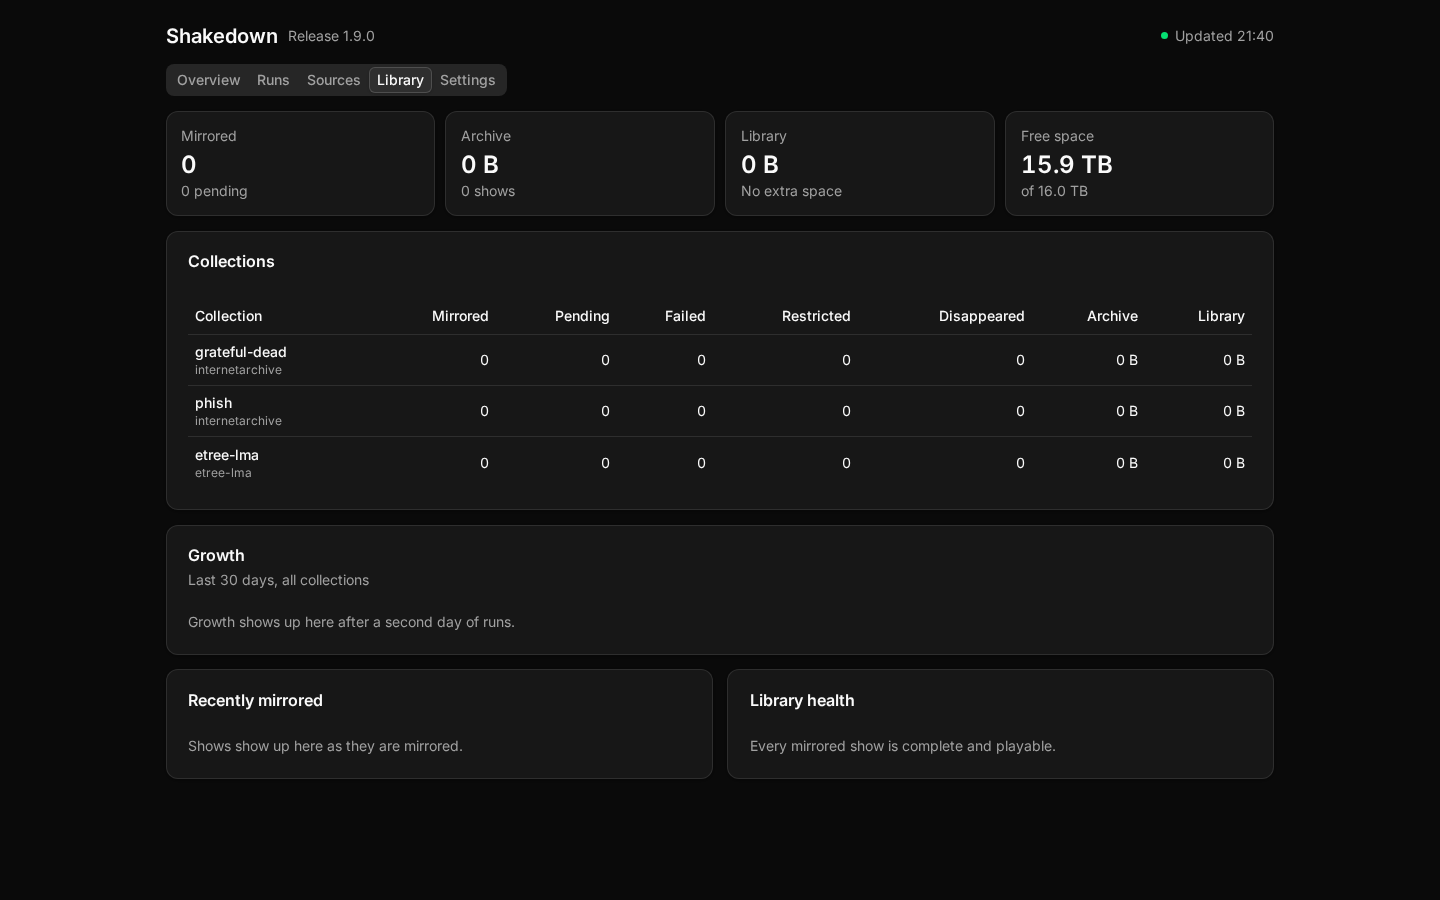 Shakedown Release 1.9.0 Updated 21:40
Overview Runs Sources Library Settings
Mirrored
0
0 pending
Archive
0 B
0 shows
Library
0 B
No extra space
Free space
15.9 TB
of 16.0 TB
Collections
Collection Mirrored Pending Failed Restricted Disappeared Archive Library
grateful-dead
internetarchive
0 0 0 0 0 0 B 0 B
phish
internetarchive
0 0 0 0 0 0 B 0 B
etree-lma
etree-lma
0 0 0 0 0 0 B 0 B
Growth
Last 30 days, all collections
Growth shows up here after a second day of runs.
Recently mirrored
Shows show up here as they are mirrored.
Library health
Every mirrored show is complete and playable.